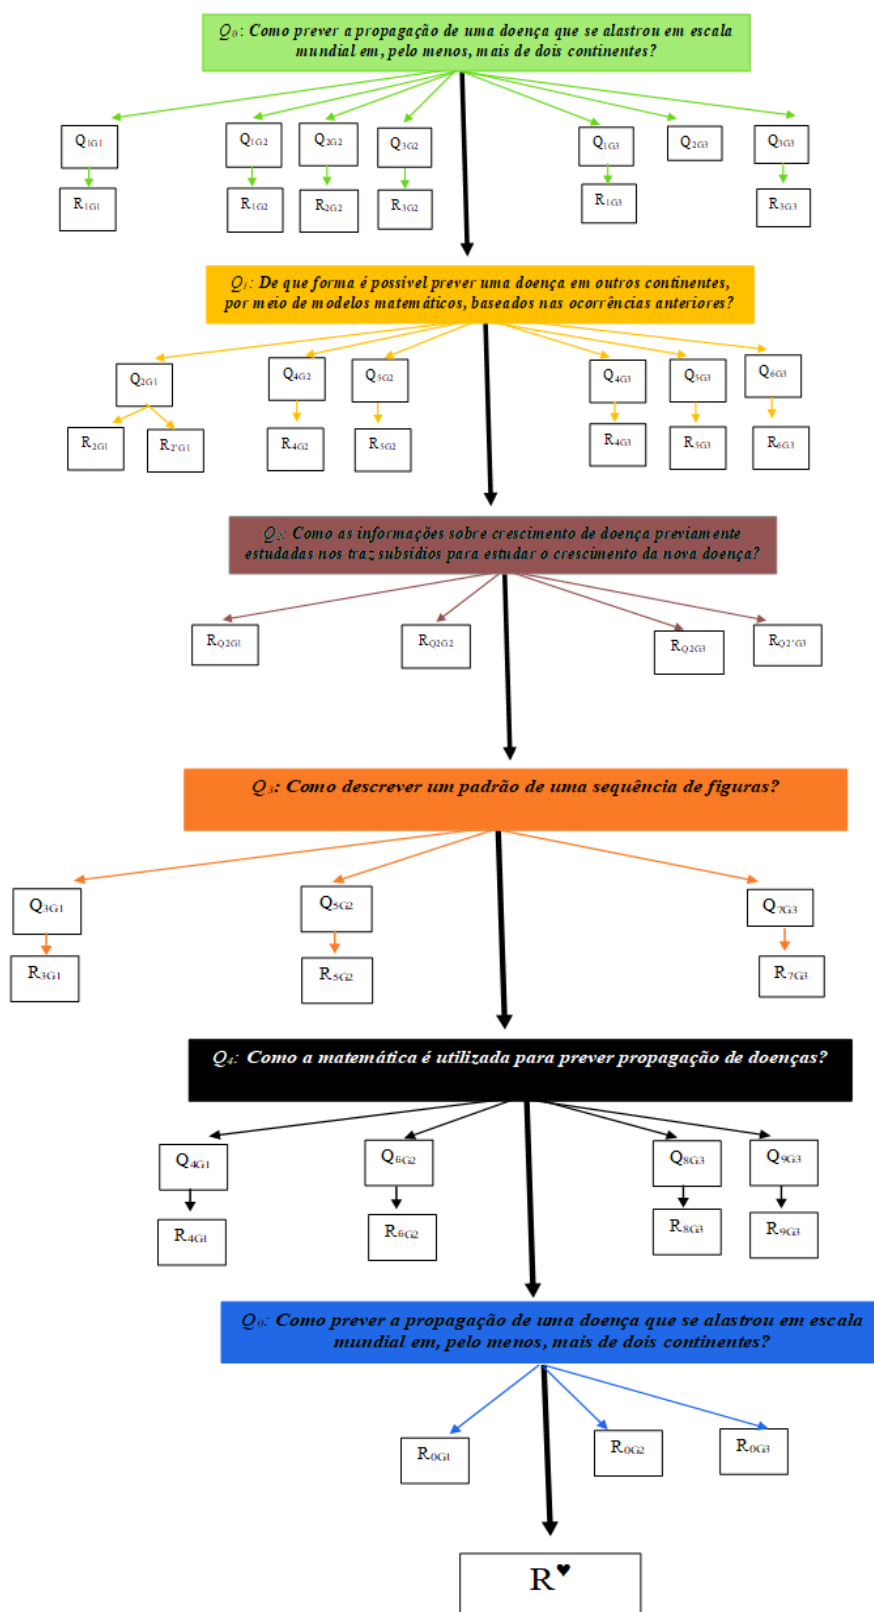 Q₀: Como prever a propagação de uma doença que se alastrou em escala
mundial em, pelo menos, mais de dois continentes?
Q1G1 Q1G2 Q2G2 Q3G2 Q1G3 Q2G3 Q3G3
R1G1 R1G2 R2G2 R3G2 R1G3 R3G3
Q₁: De que forma é possível prever uma doença em outros continentes,
por meio de modelos matemáticos, baseados nas ocorrências anteriores?
Q2G1 Q4G2 Q5G2 Q4G3 Q5G3 Q6G3
R2G1 R2'G1 R4G2 R5G2 R4G3 R5G3 R6G3
Q₂: Como as informações sobre crescimento de doença previamente
estudadas nos traz subsídios para estudar o crescimento da nova doença?
RQ2G1 RQ2G2 RQ2G3 RQ2'G3
Q₃: Como descrever um padrão de uma sequência de figuras?
Q3G1 Q5G2 Q7G3
R3G1 R5G2 R7G3
Q₄: Como a matemática é utilizada para prever propagação de doenças?
Q4G1 Q6G2 Q8G3 Q9G3
R4G1 R6G2 R8G3 R9G3
Q₀: Como prever a propagação de uma doença que se alastrou em escala
mundial em, pelo menos, mais de dois continentes?
R0G1 R0G2 R0G3
R♥